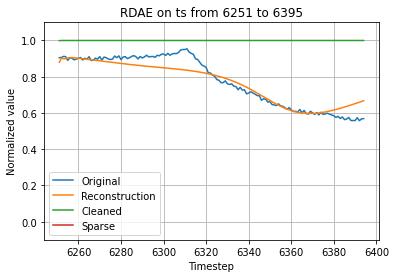 RDAE on ts from 6251 to 6395
Normalized value
1.0
0.8
0.6
0.4
0.2
0.0
Original
Reconstruction
Cleaned
Sparse
6260 6280 6300 6320 6340 6360 6380 6400
Timestep